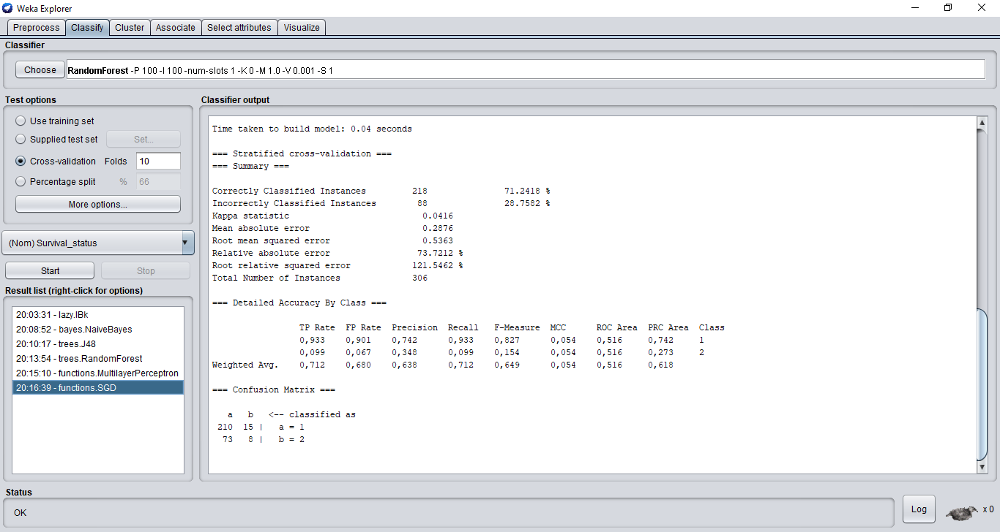 Weka Explorer
Preprocess Classify Cluster Associate Select attributes Visualize
Classifier
Choose RandomForest -P 100 -I 100 -num-slots 1 -K 0 -M 1.0 -V 0.001 -S 1
Test options
Use training set
Supplied test set Set...
Cross-validation Folds 10
Percentage split % 66
More options...
(Nom) Survival_status
Start Stop
Result list (right-click for options)
20:03:31 - lazy.IBk
20:08:52 - bayes.NaiveBayes
20:10:17 - trees.J48
20:13:54 - trees.RandomForest
20:15:10 - functions.MultilayerPerceptron
20:16:39 - functions.SGD
Classifier output
Time taken to build model: 0.04 seconds
=== Stratified cross-validation ===
=== Summary ===
Correctly Classified Instances 218 71.2418 %
Incorrectly Classified Instances 88 28.7582 %
Kappa statistic 0.0416
Mean absolute error 0.2876
Root mean squared error 0.5363
Relative absolute error 73.7212 %
Root relative squared error 121.5462 %
Total Number of Instances 306
=== Detailed Accuracy By Class ===
TP Rate FP Rate Precision Recall F-Measure MCC ROC Area PRC Area Class
0,933 0,901 0,742 0,933 0,827 0,054 0,516 0,742 1
0,099 0,067 0,348 0,099 0,154 0,054 0,516 0,273 2
Weighted Avg. 0,712 0,680 0,638 0,712 0,649 0,054 0,516 0,618
=== Confusion Matrix ===
a b <-- classified as
210 15 | a = 1
73 8 | b = 2
Status
OK
Log x 0